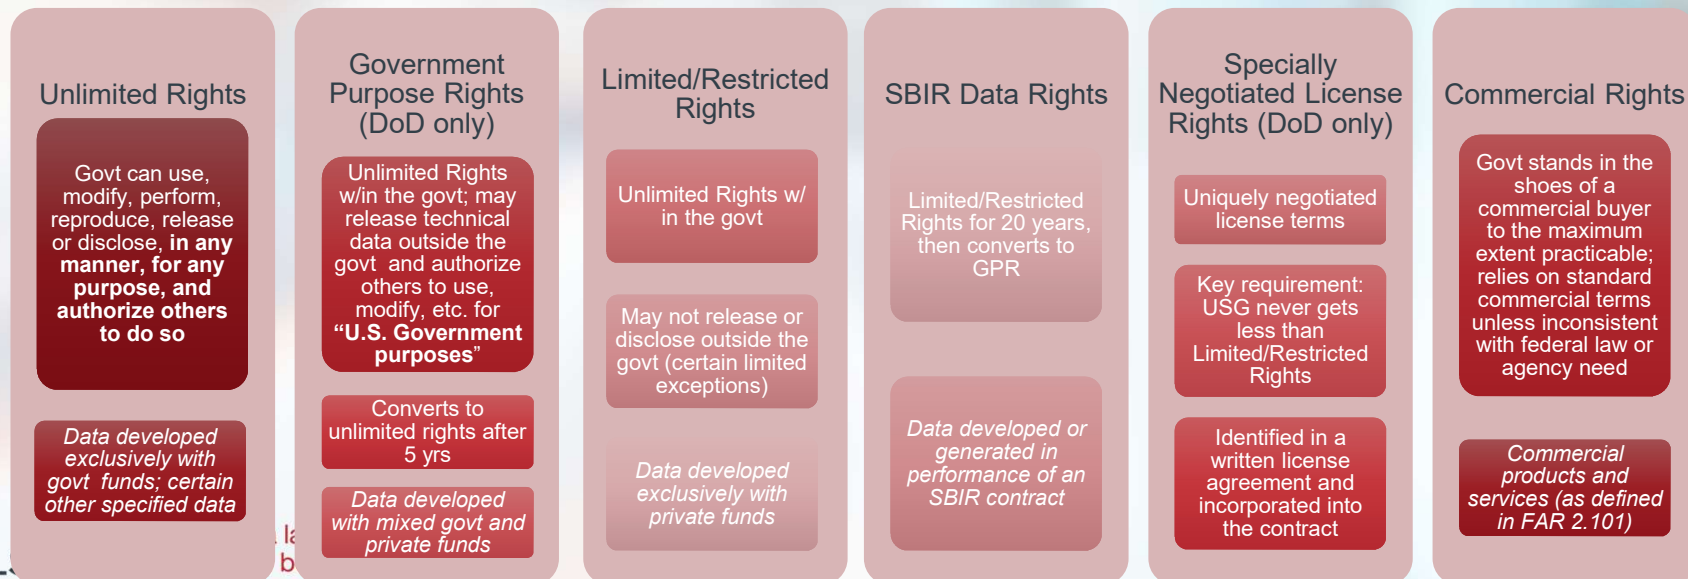 Unlimited Rights
Govt can use,
modify, perform,
reproduce, release
or disclose, in any
manner, for any
purpose, and
authorize others
to do so
Data developed
exclusively with
govt funds; certain
other specified data
Government
Purpose Rights
(DoD only)
Unlimited Rights
w/in the govt; may
release technical
data outside the
govt and authorize
others to use,
modify, etc. for
“U.S. Government
purposes”
Converts to
unlimited rights after
5 yrs
Data developed
with mixed govt and
private funds
Limited/Restricted
Rights
Unlimited Rights w/
in the govt
May not release or
disclose outside the
govt (certain limited
exceptions)
Data developed
exclusively with
private funds
SBIR Data Rights
Limited/Restricted
Rights for 20 years,
then converts to
GPR
Data developed or
generated in
performance of an
SBIR contract
Specially
Negotiated License
Rights (DoD only)
Uniquely negotiated
license terms
Key requirement:
USG never gets
less than
Limited/Restricted
Rights
Identified in a
written license
agreement and
incorporated into
the contract
Commercial Rights
Govt stands in the
shoes of a
commercial buyer
to the maximum
extent practicable;
relies on standard
commercial terms
unless inconsistent
with federal law or
agency need
Commercial
products and
services (as defined
in FAR 2.101)